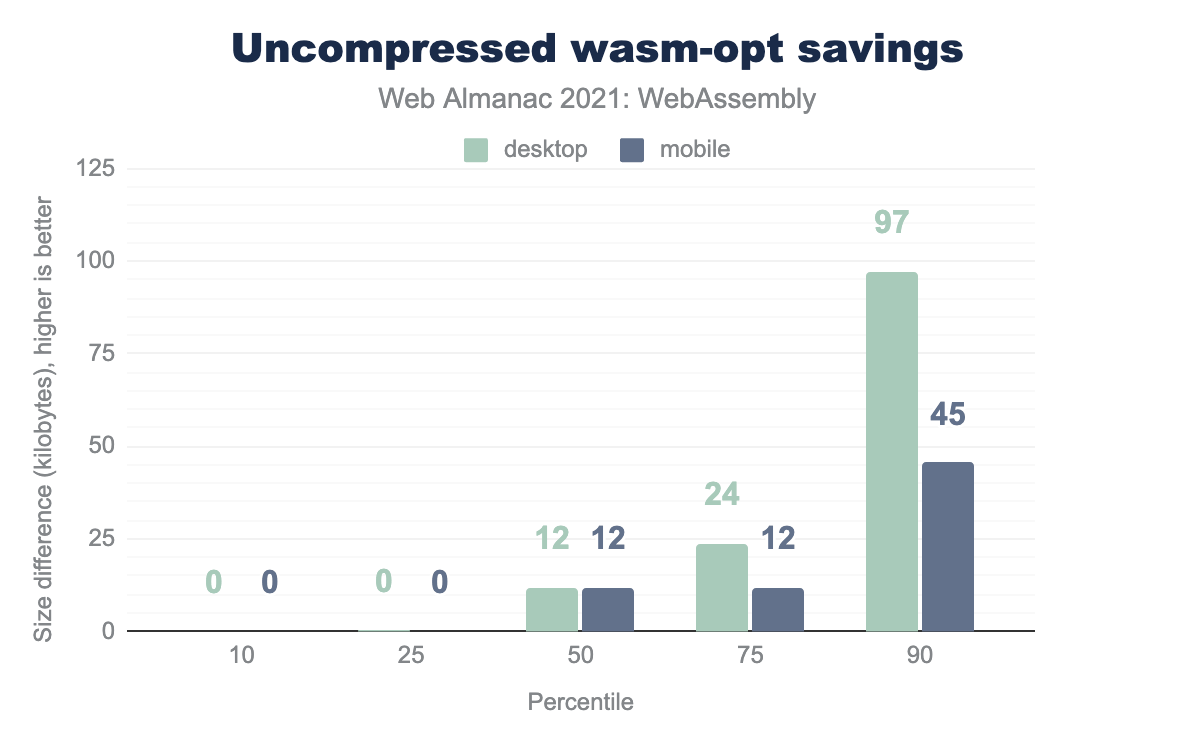 Uncompressed wasm-opt savings
Web Almanac 2021: WebAssembly
desktop mobile
Size difference (kilobytes), higher is better
125
100
75
50
25
0
0 0 0 0 12 12 24 12 97 45
10 25 50 75 90
Percentile